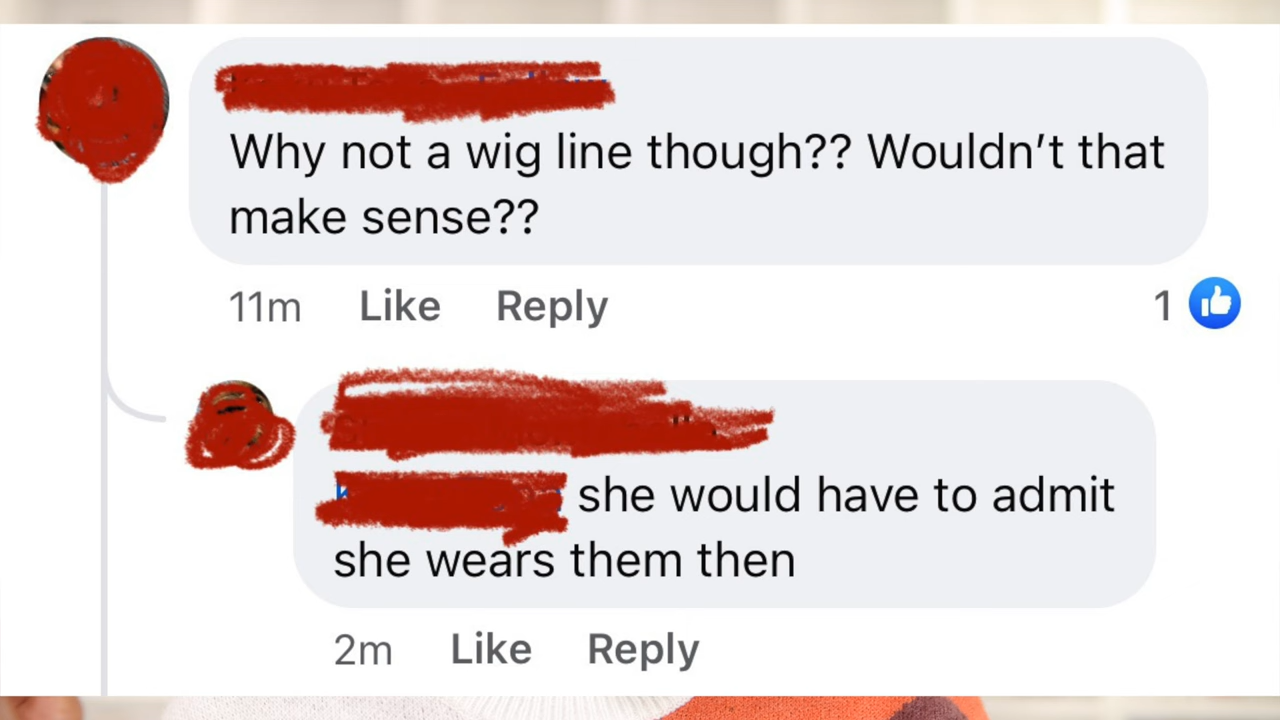 Why not a wig line though?? Wouldn't that
make sense??
11m Like Reply 1
she would have to admit
she wears them then
2m Like Reply